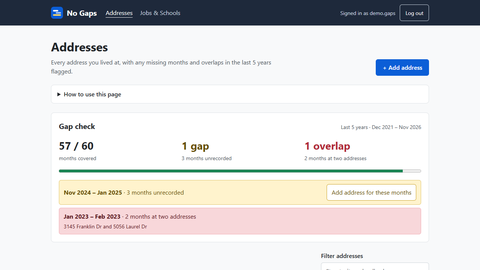 No Gaps
Addresses
Jobs & Schools
Signed in as demo.gaps
Log out
Addresses
Every address you lived at, with any missing months and overlaps in the last 5 years
flagged.
+ Add address
▶ How to use this page
Gap check
Last 5 years · Dec 2021 – Nov 2026
57 / 60
months covered
1 gap
3 months unrecorded
1 overlap
2 months at two addresses
Nov 2024 – Jan 2025 · 3 months unrecorded
Add address for these months
Jan 2023 – Feb 2023 · 2 months at two addresses
3145 Franklin Dr and 5056 Laurel Dr
Filter addresses